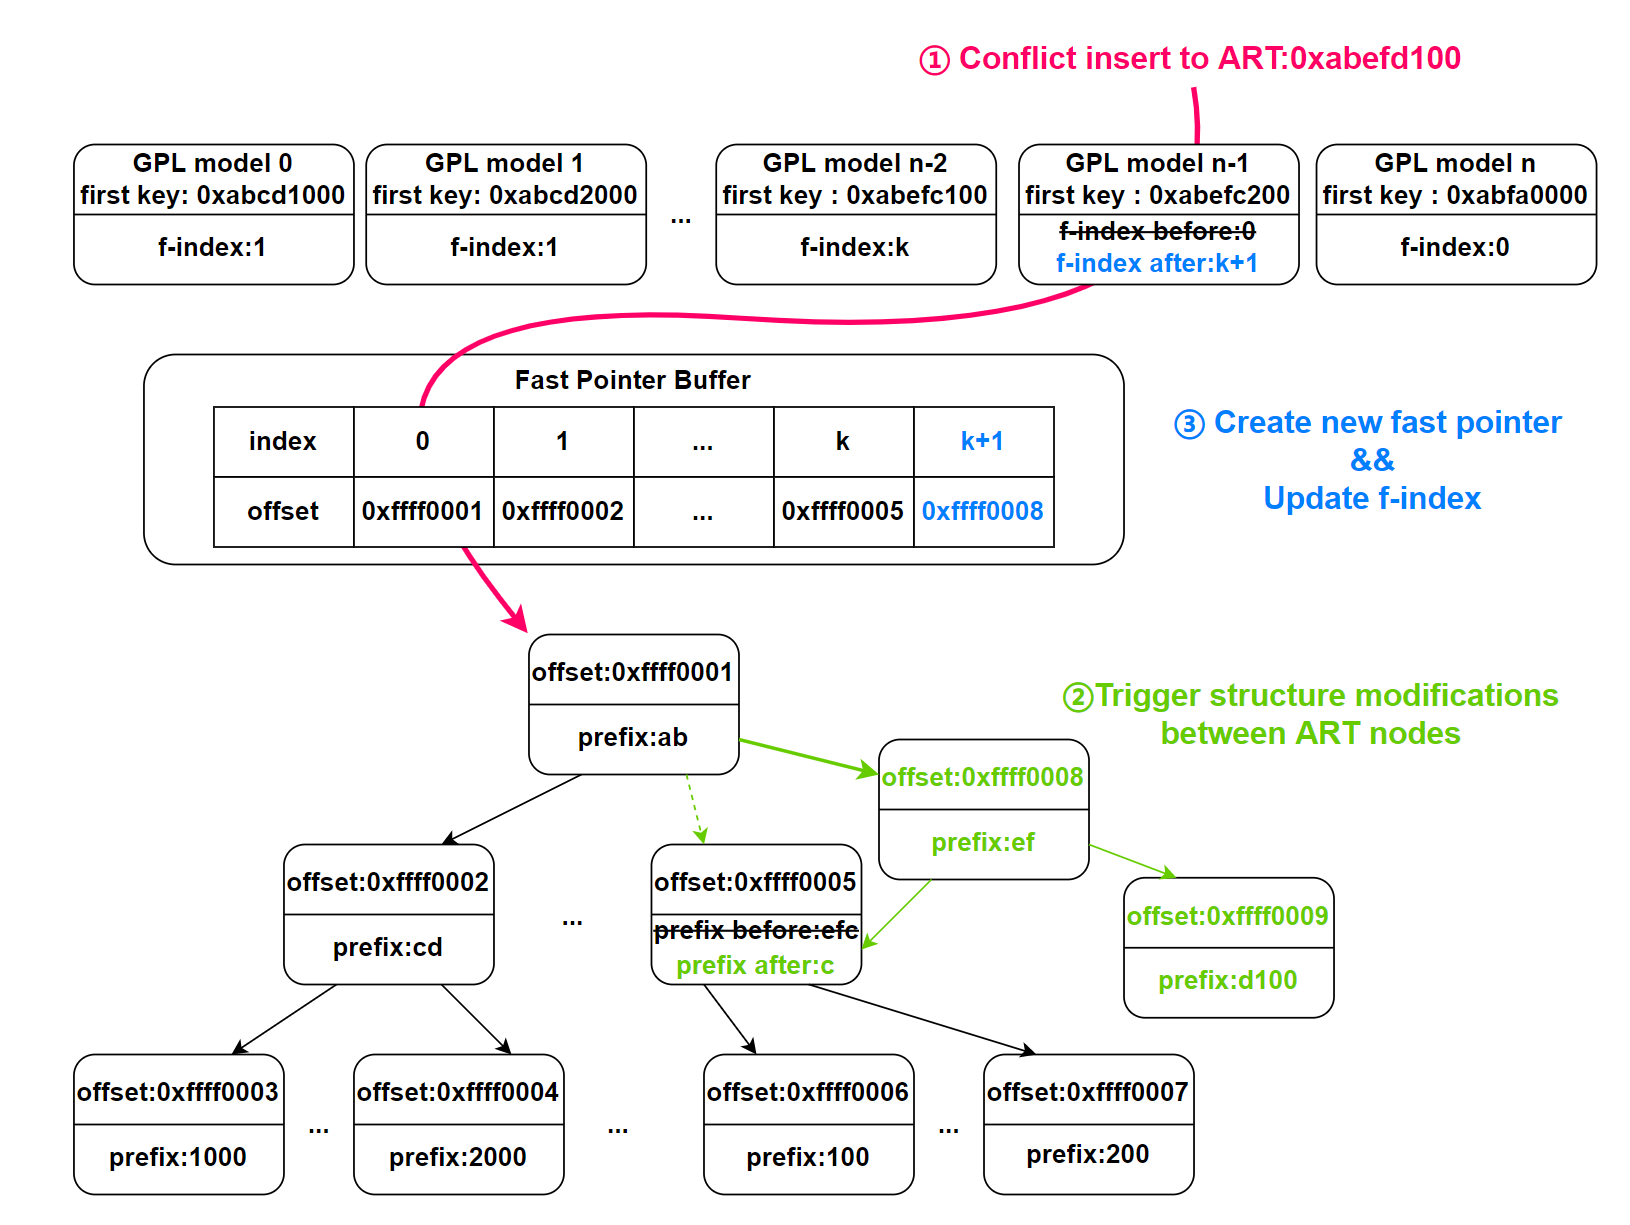 ① Conflict insert to ART:0xabefd100
GPL model 0
first key: 0xabcd1000
f-index:1
GPL model 1
first key: 0xabcd2000
f-index:1
...
GPL model n-2
first key : 0xabefc100
f-index:k
GPL model n-1
first key : 0xabefc200
f-index before:0
f-index after:k+1
GPL model n
first key : 0xabfa0000
f-index:0
Fast Pointer Buffer
index 0 1 ... k k+1
offset 0xffff0001 0xffff0002 ... 0xffff0005 0xffff0008
③ Create new fast pointer
&&
Update f-index
offset:0xffff0001
prefix:ab
②Trigger structure modifications
between ART nodes
offset:0xffff0008
prefix:ef
offset:0xffff0002
prefix:cd
...
offset:0xffff0005
prefix before:efc
prefix after:c
offset:0xffff0009
prefix:d100
offset:0xffff0003
prefix:1000
...
offset:0xffff0004
prefix:2000
...
offset:0xffff0006
prefix:100
...
offset:0xffff0007
prefix:200